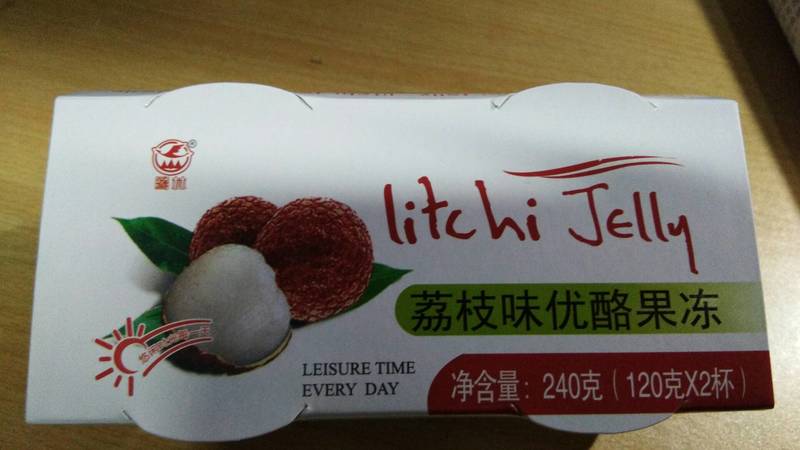 litchi Jelly
荔枝味优酪果冻
LEISURE TIME
EVERY DAY
净含量：240克（120克X2杯）